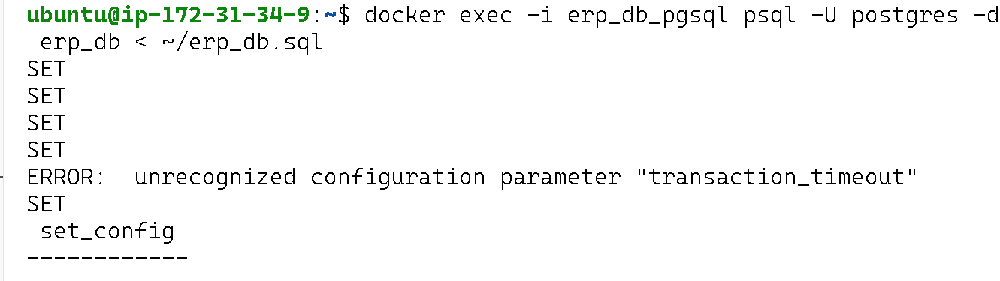 ubuntu@ip-172-31-34-9:~$ docker exec -i erp_db_pgsql psql -U postgres -d
 erp_db < ~/erp_db.sql
SET
SET
SET
SET
ERROR:  unrecognized configuration parameter "transaction_timeout"
SET
 set_config
------------